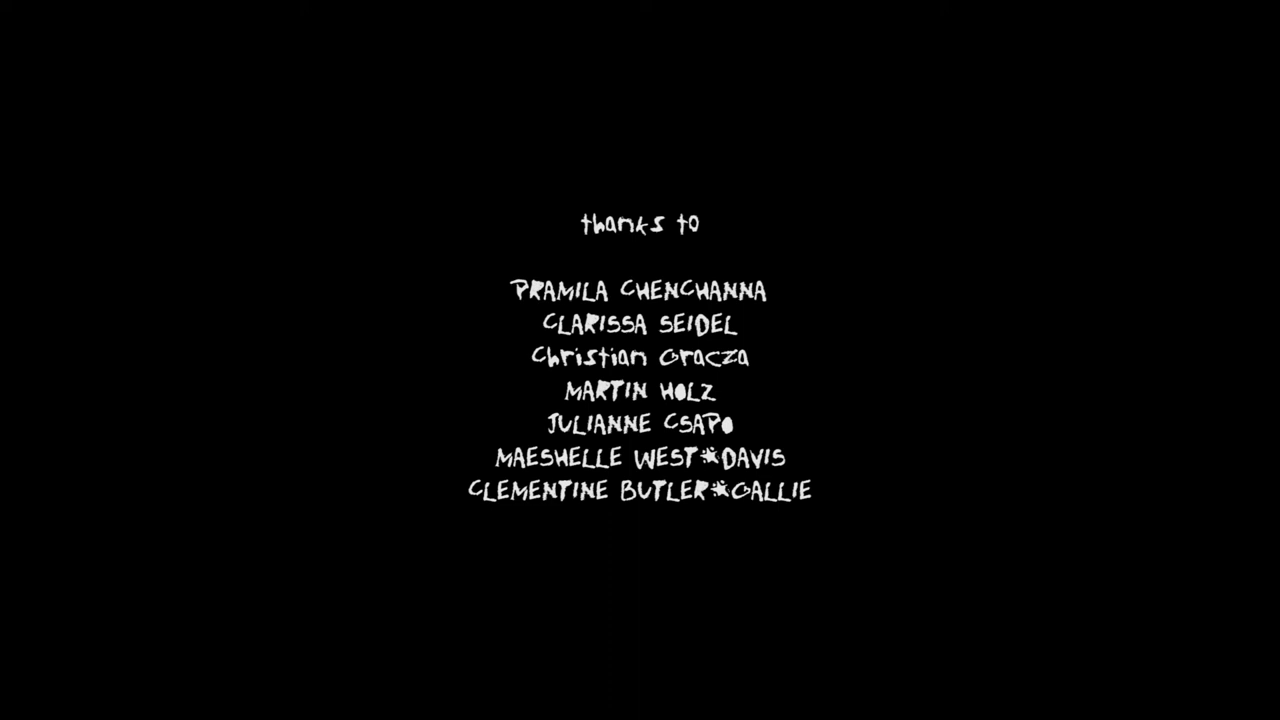 thanks to
PRAMILA CHENCHANNA
CLARISSA SEIDEL
Christian Gracza
MARTIN HOLZ
JULIANNE CSAPO
MAESHELLE WEST*DAVIS
CLEMENTINE BUTLER*GALLIE